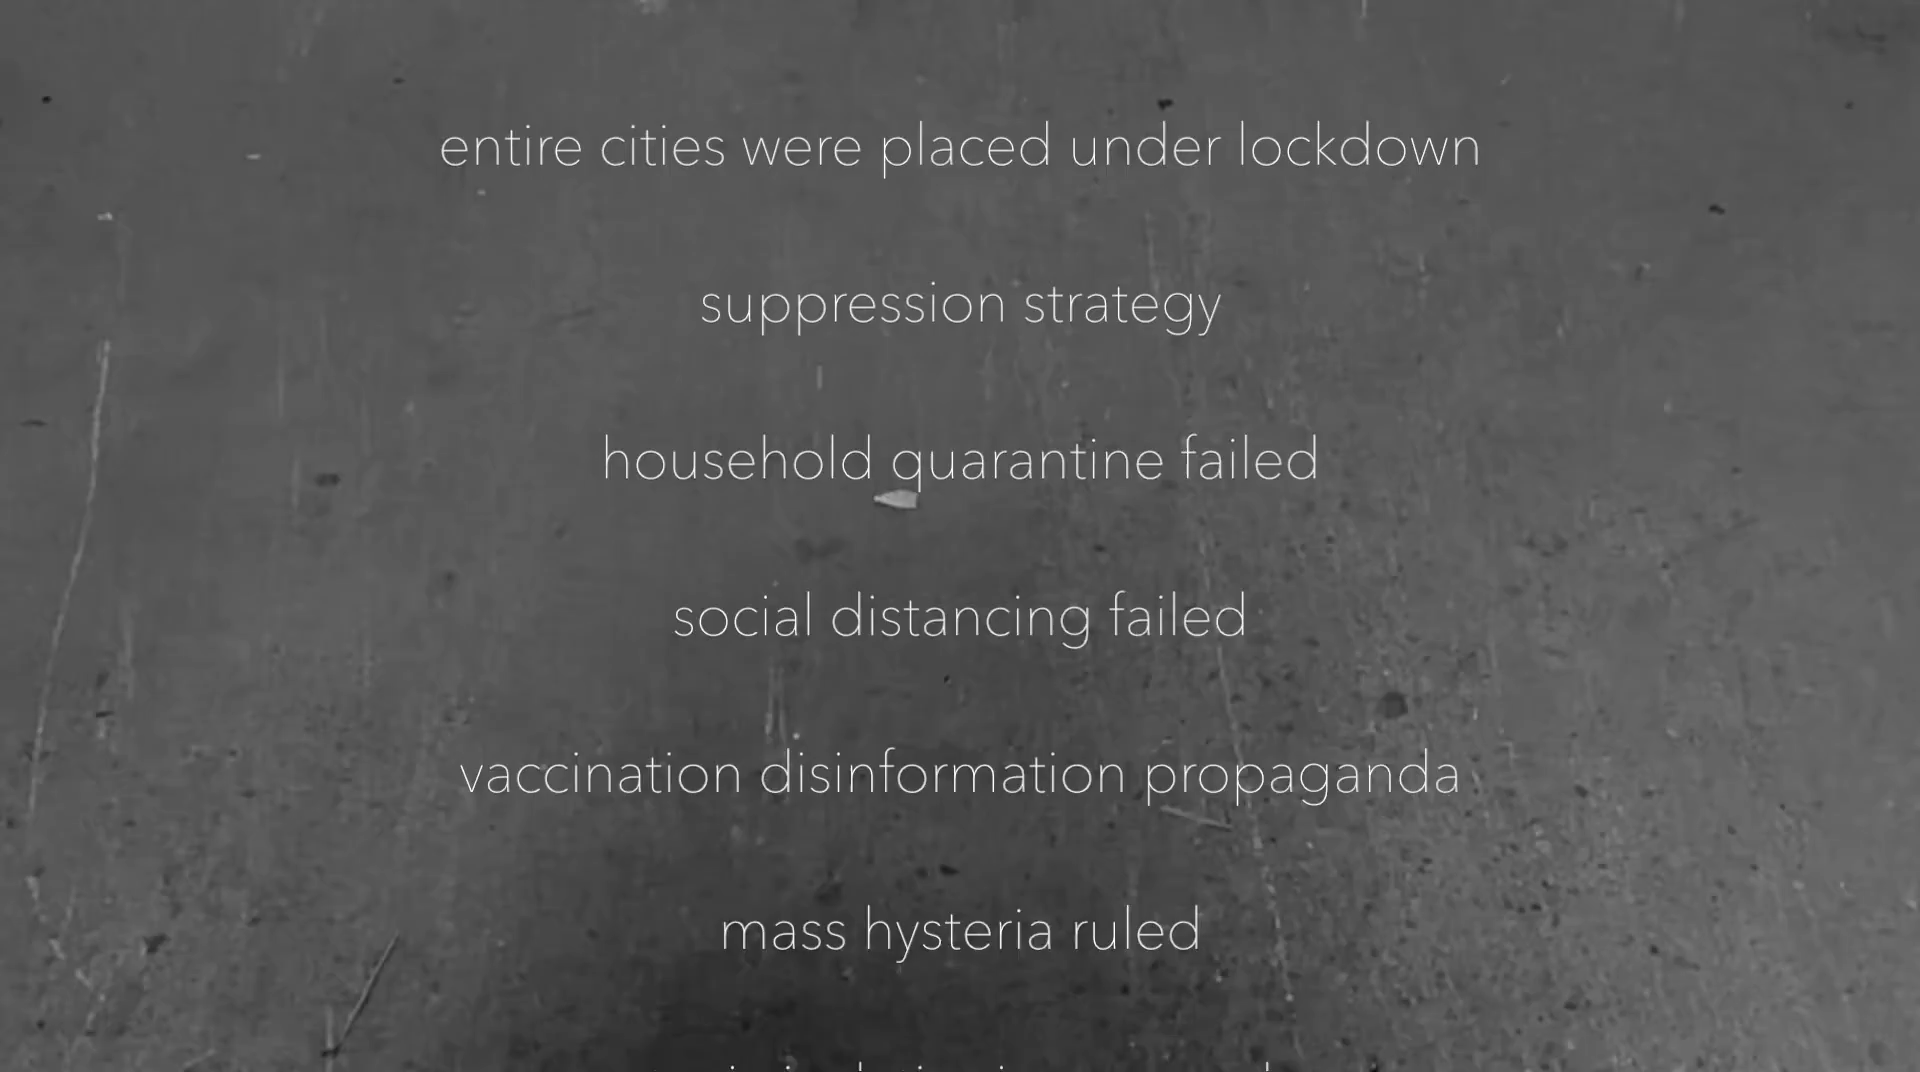 entire cities were placed under lockdown
suppression strategy
household quarantine failed
social distancing failed
vaccination disinformation propaganda
mass hysteria ruled